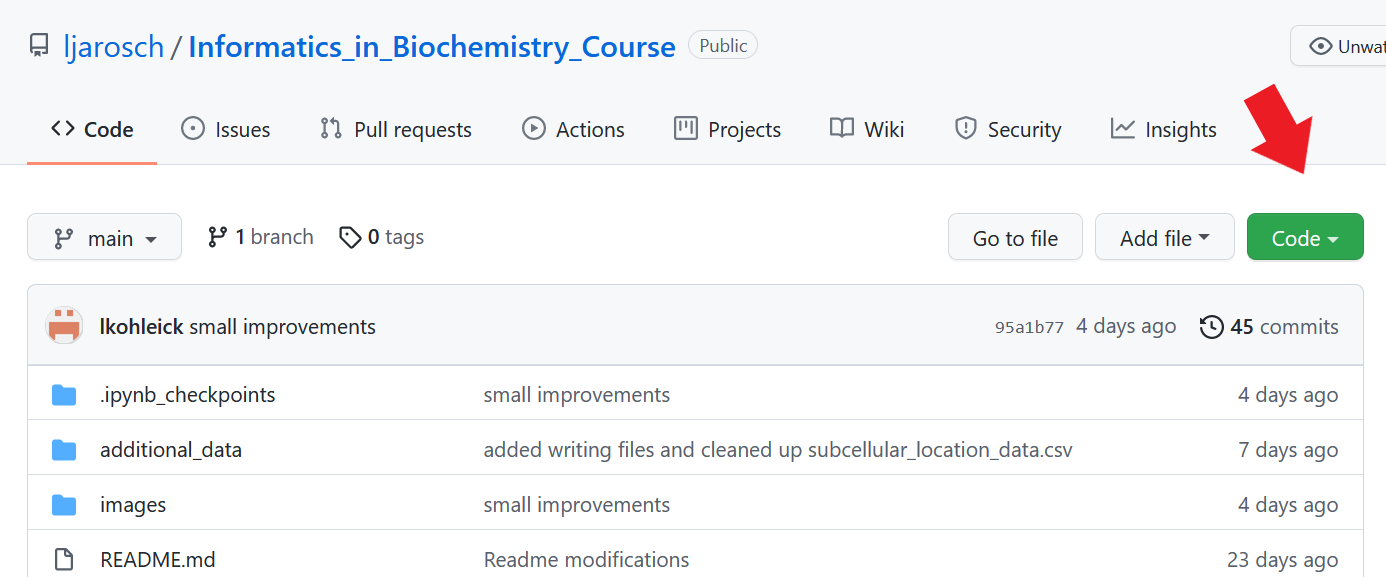 ljarosch / Informatics_in_Biochemistry_Course Public Unwat
Code Issues Pull requests Actions Projects Wiki Security Insights
main 1 branch 0 tags Go to file Add file Code
lkohleick small improvements 95a1b77 4 days ago 45 commits
.ipynb_checkpoints small improvements 4 days ago
additional_data added writing files and cleaned up subcellular_location_data.csv 7 days ago
images small improvements 4 days ago
README.md Readme modifications 23 days ago